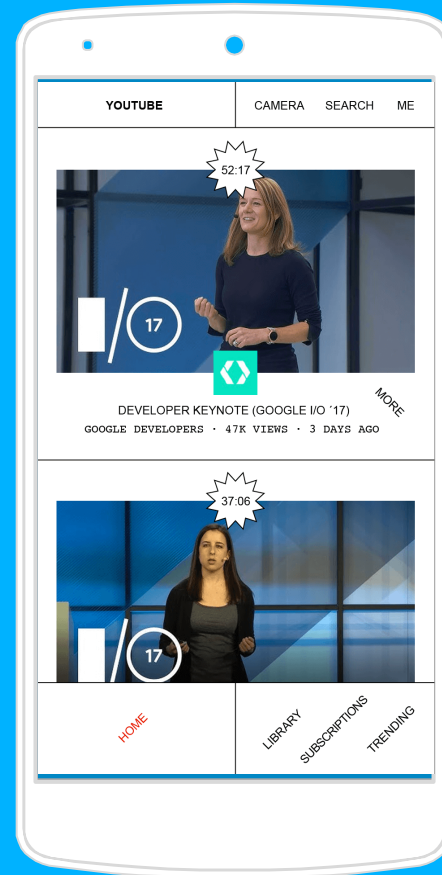 YOUTUBE
CAMERA SEARCH ME
52:17
I/O 17
MORE
DEVELOPER KEYNOTE (GOOGLE I/O ´17)
GOOGLE DEVELOPERS · 47K VIEWS · 3 DAYS AGO
37:06
I/O 17
HOME
LIBRARY
SUBSCRIPTIONS
TRENDING